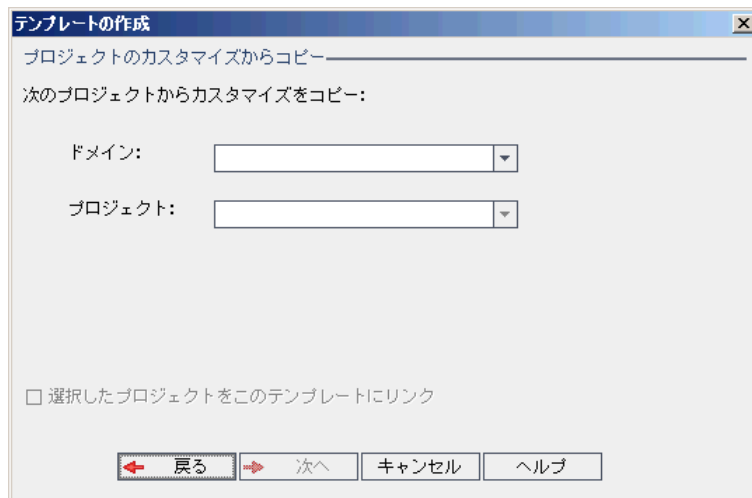 テンプレートの作成
プロジェクトのカスタマイズからコピー
次のプロジェクトからカスタマイズをコピー:
ドメイン:
プロジェクト:
選択したプロジェクトをこのテンプレートにリンク
戻る 次へ キャンセル ヘルプ